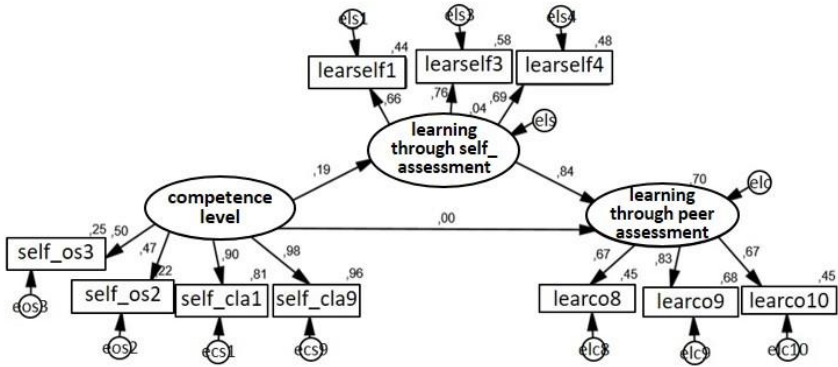 els1
els3
els4
,44
,58
,48
learself1
learself3
learself4
,66
,76
,69
,04
els
learning
through self_
assessment
,19
,84
,70
elc
competence
level
learning
through peer
assessment
,00
,25
,50
,47
,90
,98
self_os3
,22
,81
,96
self_os2
self_cla1
self_cla9
eos3
eos2
ecs1
ecs9
,67
,83
,67
,45
,68
,45
learco8
learco9
learco10
elc8
elc9
elc10